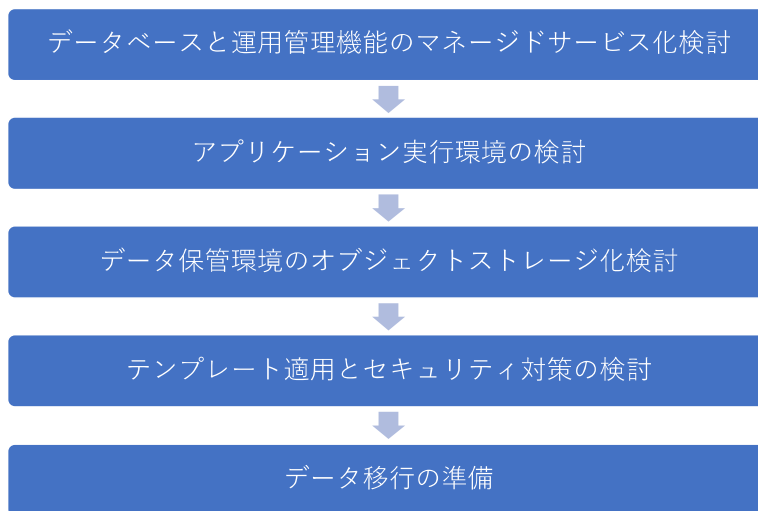 データベースと運用管理機能のマネージドサービス化検討
アプリケーション実行環境の検討
データ保管環境のオブジェクトストレージ化検討
テンプレート適用とセキュリティ対策の検討
データ移行の準備